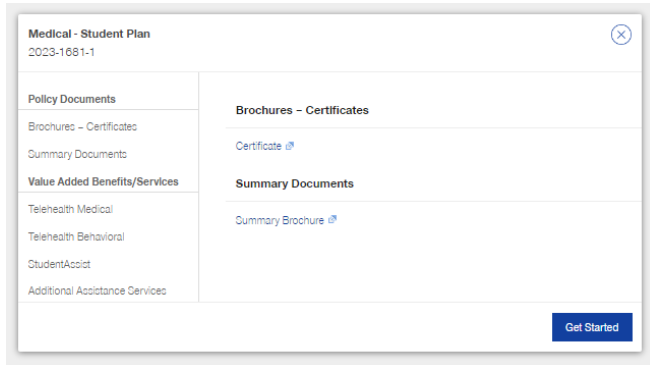 Medical - Student Plan
2023-1681-1
Policy Documents
Brochures – Certificates
Summary Documents
Value Added Benefits/Services
Telehealth Medical
Telehealth Behavioral
StudentAssist
Additional Assistance Services
Brochures – Certificates
Certificate
Summary Documents
Summary Brochure
Get Started